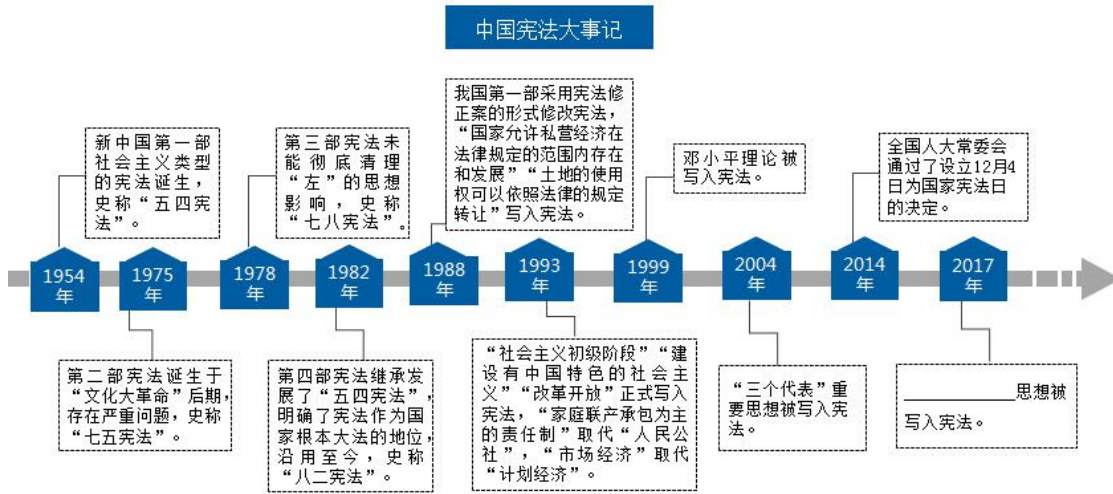 中国宪法大事记
新中国第一部
社会主义类型
的宪法诞生，
史称“五四宪
法”。
第三部宪法未
能彻底清理
“左”的思想
影响，史称
“七八宪法”。
我国第一部采用宪法修
正案的形式修改宪法，
“国家允许私营经济在
法律规定的范围内存在
和发展”“土地的使用
权可以依照法律的规定
转让”写入宪法。
邓小平理论被
写入宪法。
全国人大常委会
通过了设立12月4
日为国家宪法日
的决定。
1954
年
1975
年
1978
年
1982
年
1988
年
1993
年
1999
年
2004
年
2014
年
2017
年
第二部宪法诞生于
“文化大革命”后期，
存在严重问题，史称
“七五宪法”。
第四部宪法继承发
展了“五四宪法”，
明确了宪法作为国
家根本大法的地位，
沿用至今，史称
“八二宪法”。
“社会主义初级阶段”“建
设有中国特色的社会主
义”“改革开放”正式写入
宪法，“家庭联产承包为主
的责任制”取代“人民公
社”，“市场经济”取代
“计划经济”。
“三个代表”重
要思想被写入宪
法。
__________思想被
写入宪法。